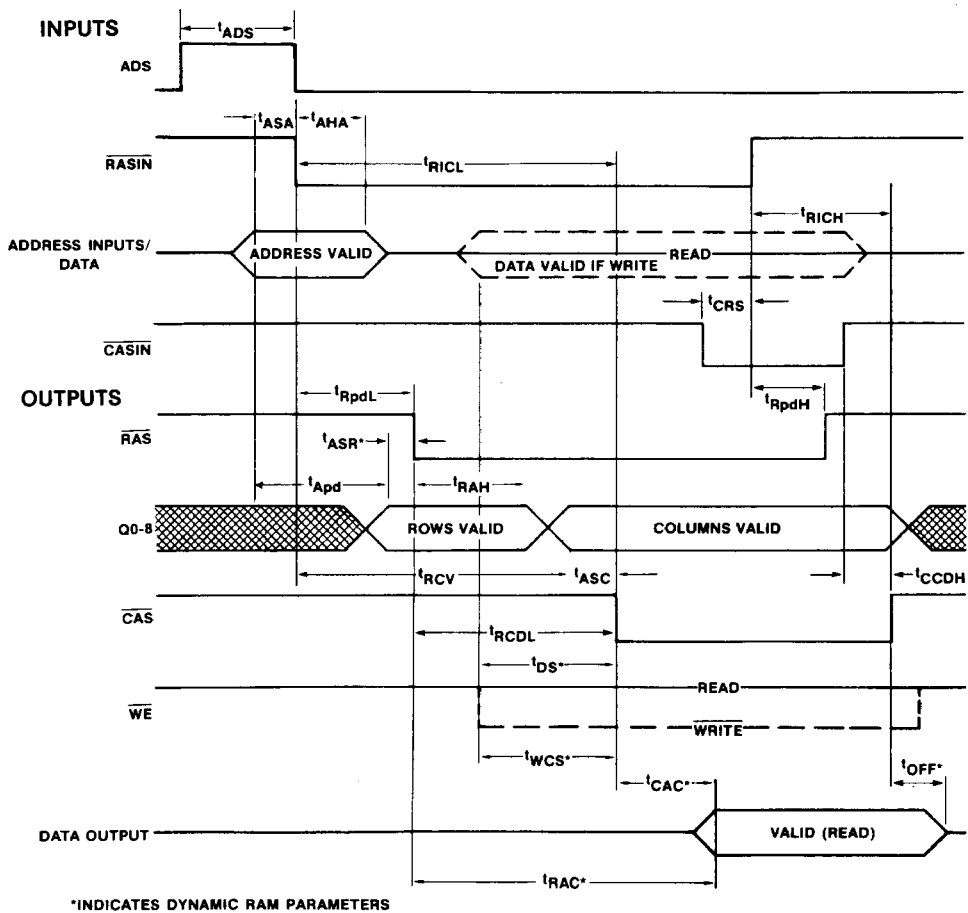 INPUTS
tADS
ADS
tASA
tAHA
RASIN
tRICL
tRICH
ADDRESS INPUTS/
DATA
ADDRESS VALID
READ
DATA VALID IF WRITE
tCRS
CASIN
OUTPUTS
tRpdL
tRpdH
RAS
tASR*
tApd
tRAH
Q0-8
ROWS VALID
COLUMNS VALID
tRCV
tASC
tCCDH
CAS
tRCDL
tDS*
READ
WE
WRITE
tWCS*
tCAC*
tOFF*
DATA OUTPUT
VALID (READ)
tRAC*
*INDICATES DYNAMIC RAM PARAMETERS